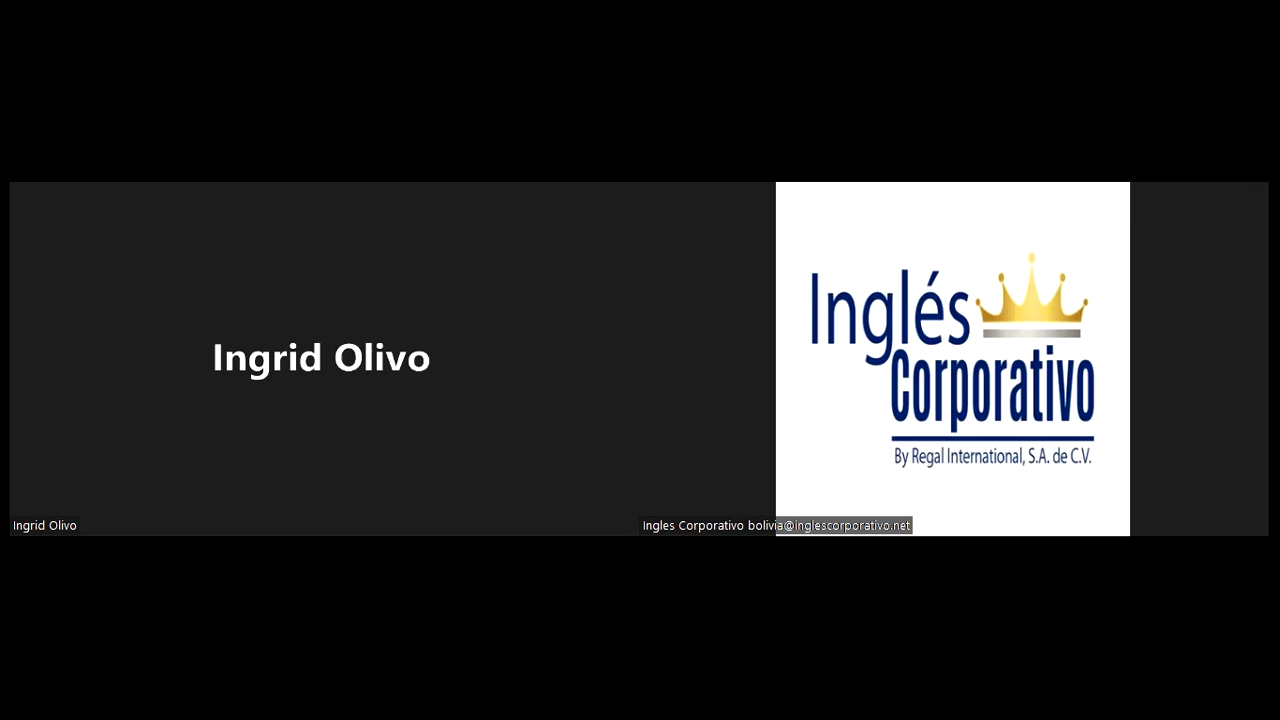 Ingrid Olivo
Inglés
Corporativo
By Regal International, S.A. de C.V.
Ingrid Olivo
Ingles Corporativo bolivia@inglescorporativo.net